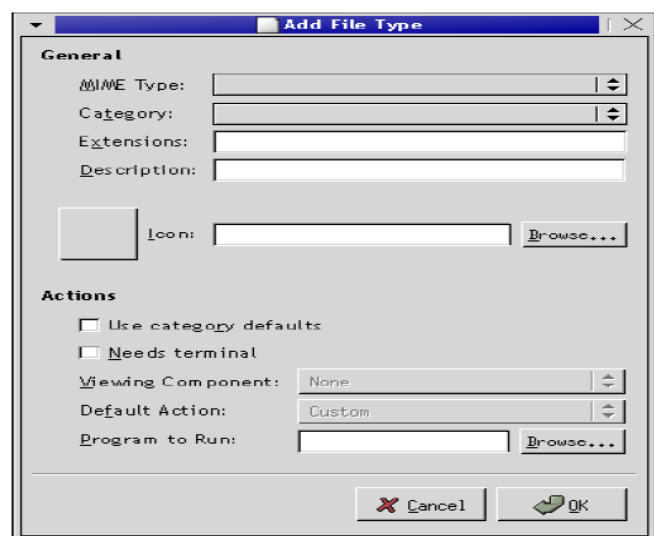 Add File Type
General
MIME Type:
Category:
Extensions:
Description:
Icon: Browse...
Actions
Use category defaults
Needs terminal
Viewing Component: None
Default Action: Custom
Program to Run: Browse...
Cancel OK